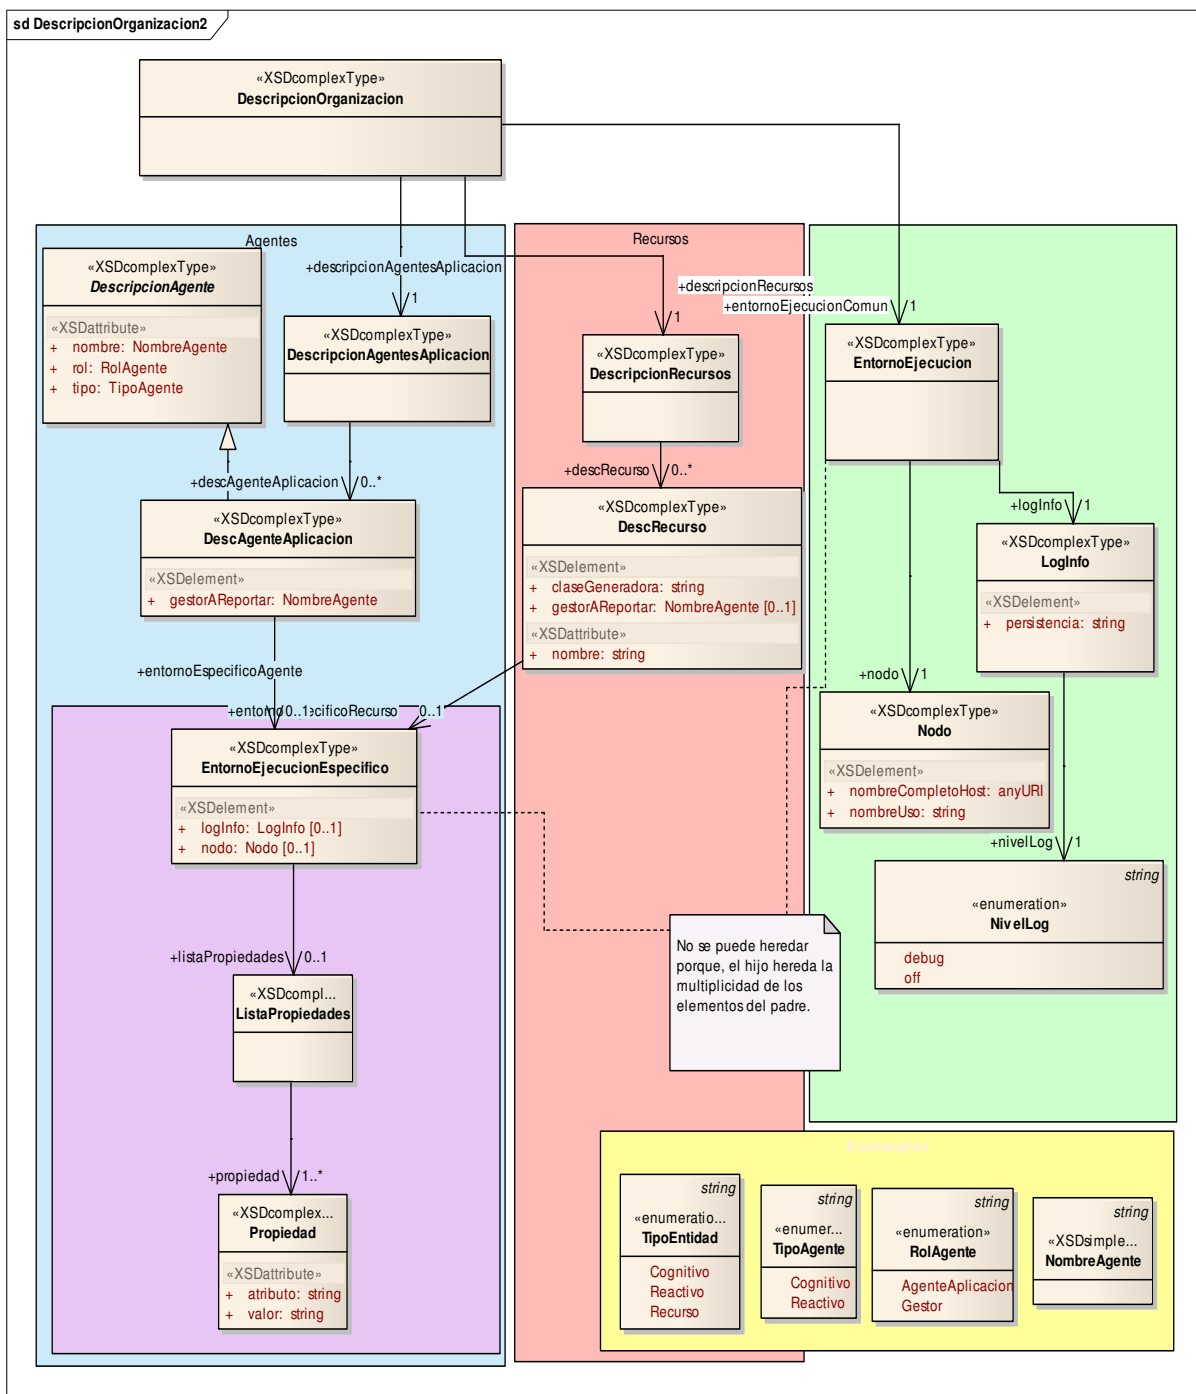 sd DescripcionOrganizacion2
«XSDcomplexType»
DescripcionOrganizacion
Agentes
«XSDcomplexType»
DescripcionAgente
«XSDattribute»
+ nombre: NombreAgente
+ rol: RolAgente
+ tipo: TipoAgente
+descripcionAgentesAplicacion
1
«XSDcomplexType»
DescripcionAgentesAplicacion
+descAgenteAplicacion
0..*
«XSDcomplexType»
DescAgenteAplicacion
«XSDelement»
+ gestorAReportar: NombreAgente
+entornoEspecificoAgente
0..1
Recursos
+descripcionRecursos
1
«XSDcomplexType»
DescripcionRecursos
+descRecurso
0..*
«XSDcomplexType»
DescRecurso
«XSDelement»
+ claseGeneradora: string
+ gestorAReportar: NombreAgente [0..1]
«XSDattribute»
+ nombre: string
0..1
«XSDcomplexType»
EntornoEjecucionEspecifico
«XSDelement»
+ logInfo: LogInfo [0..1]
+ nodo: Nodo [0..1]
+listaPropiedades
0..1
«XSDcompl...
ListaPropiedades
+propiedad
1..*
«XSDcomplex...
Propiedad
«XSDattribute»
+ atributo: string
+ valor: string
+entornoEjecucionComun
1
«XSDcomplexType»
EntornoEjecucion
+logInfo
1
«XSDcomplexType»
LogInfo
«XSDelement»
+ persistencia: string
+nodo
1
«XSDcomplexType»
Nodo
«XSDelement»
+ nombreCompletoHost: anyURI
+ nombreUso: string
+nivelLog
1
string
«enumeration»
NivelLog
debug
off
No se puede heredar
porque, el hijo hereda la
multiplicidad de los
elementos del padre.
string
«enumeratio...
TipoEntidad
Cognitivo
Reactivo
Recurso
string
«enumer...
TipoAgente
Cognitivo
Reactivo
string
«enumeration»
RolAgente
AgenteAplicacion
Gestor
string
«XSDsimple...
NombreAgente